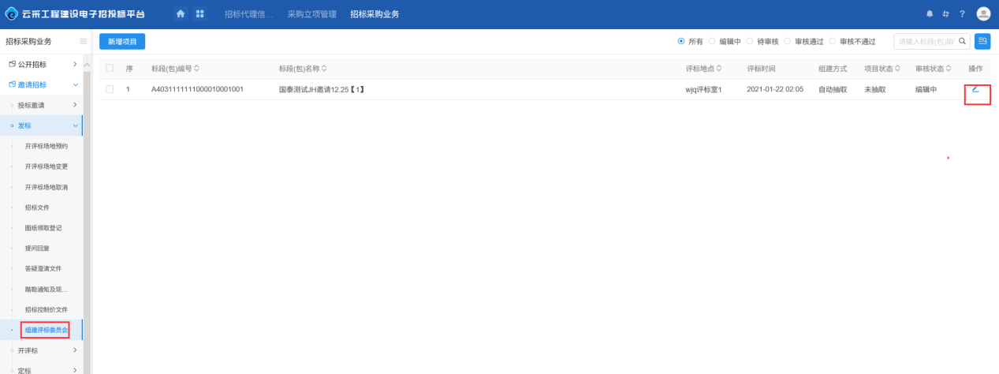 云采工程建设电子招投标平台
招标代理信...
采购立项管理
招标采购业务
?
招标采购业务
新增项目
所有
编辑中
待审核
审核通过
审核不通过
请输入标段(包)编
公开招标
邀请招标
投标邀请
发标
开评标场地预约
开评标场地变更
开评标场地取消
招标文件
图纸领取登记
提问回复
答疑澄清文件
踏勘通知及现...
招标控制价文件
组建评标委员会
开评标
定标
序 标段(包)编号 标段(包)名称 评标地点 评标时间 组建方式 项目状态 审核状态 操作
1 A4031111111000010001001 国泰测试JH邀请12.25【1】 wjq评标室1 2021-01-22 02:05 自动抽取 未抽取 编辑中